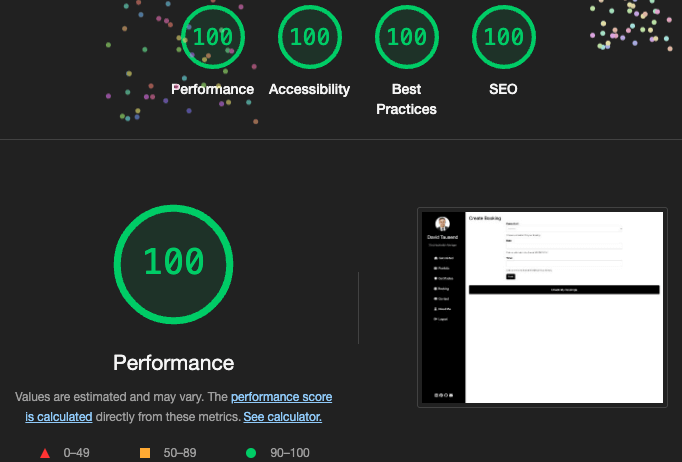 100 100 100 100
Performance Accessibility Best Practices SEO
100
Performance
Values are estimated and may vary. The performance score
is calculated directly from these metrics. See calculator.
0–49 50–89 90–100
Create Booking
David Tausend